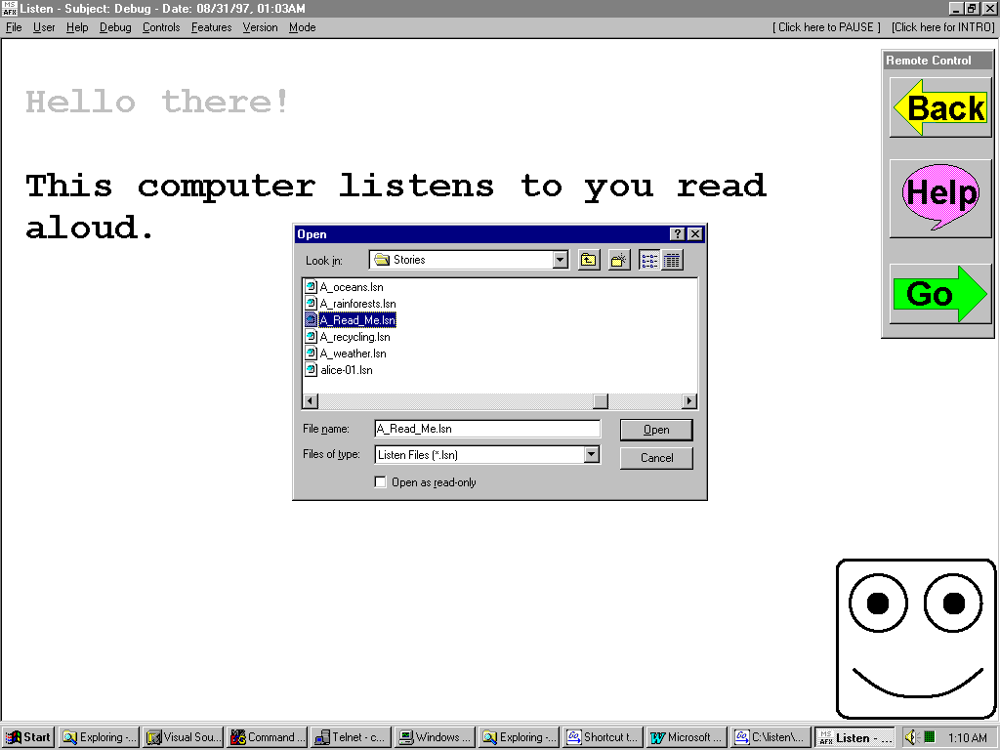 MS AFX Listen - Subject: Debug - Date: 08/31/97, 01:03AM
File User Help Debug Controls Features Version Mode [ Click here to PAUSE ] [Click here for INTRO]
Remote Control
Hello there!
Back
This computer listens to you read
Help
aloud.
Open
Look in: Stories
A_oceans.lsn
A_rainforests.lsn
A_Read_Me.lsn
A_recycling.lsn
A_weather.lsn
alice-01.lsn
Go
File name: A_Read_Me.lsn Open
Files of type: Listen Files (*.lsn) Cancel
Open as read-only
Start Exploring -... Visual Sou... Command ... Telnet - c... Windows ... Exploring -... Shortcut t... Microsoft ... C:\listen\... MS AFX Listen - ... 1:10 AM